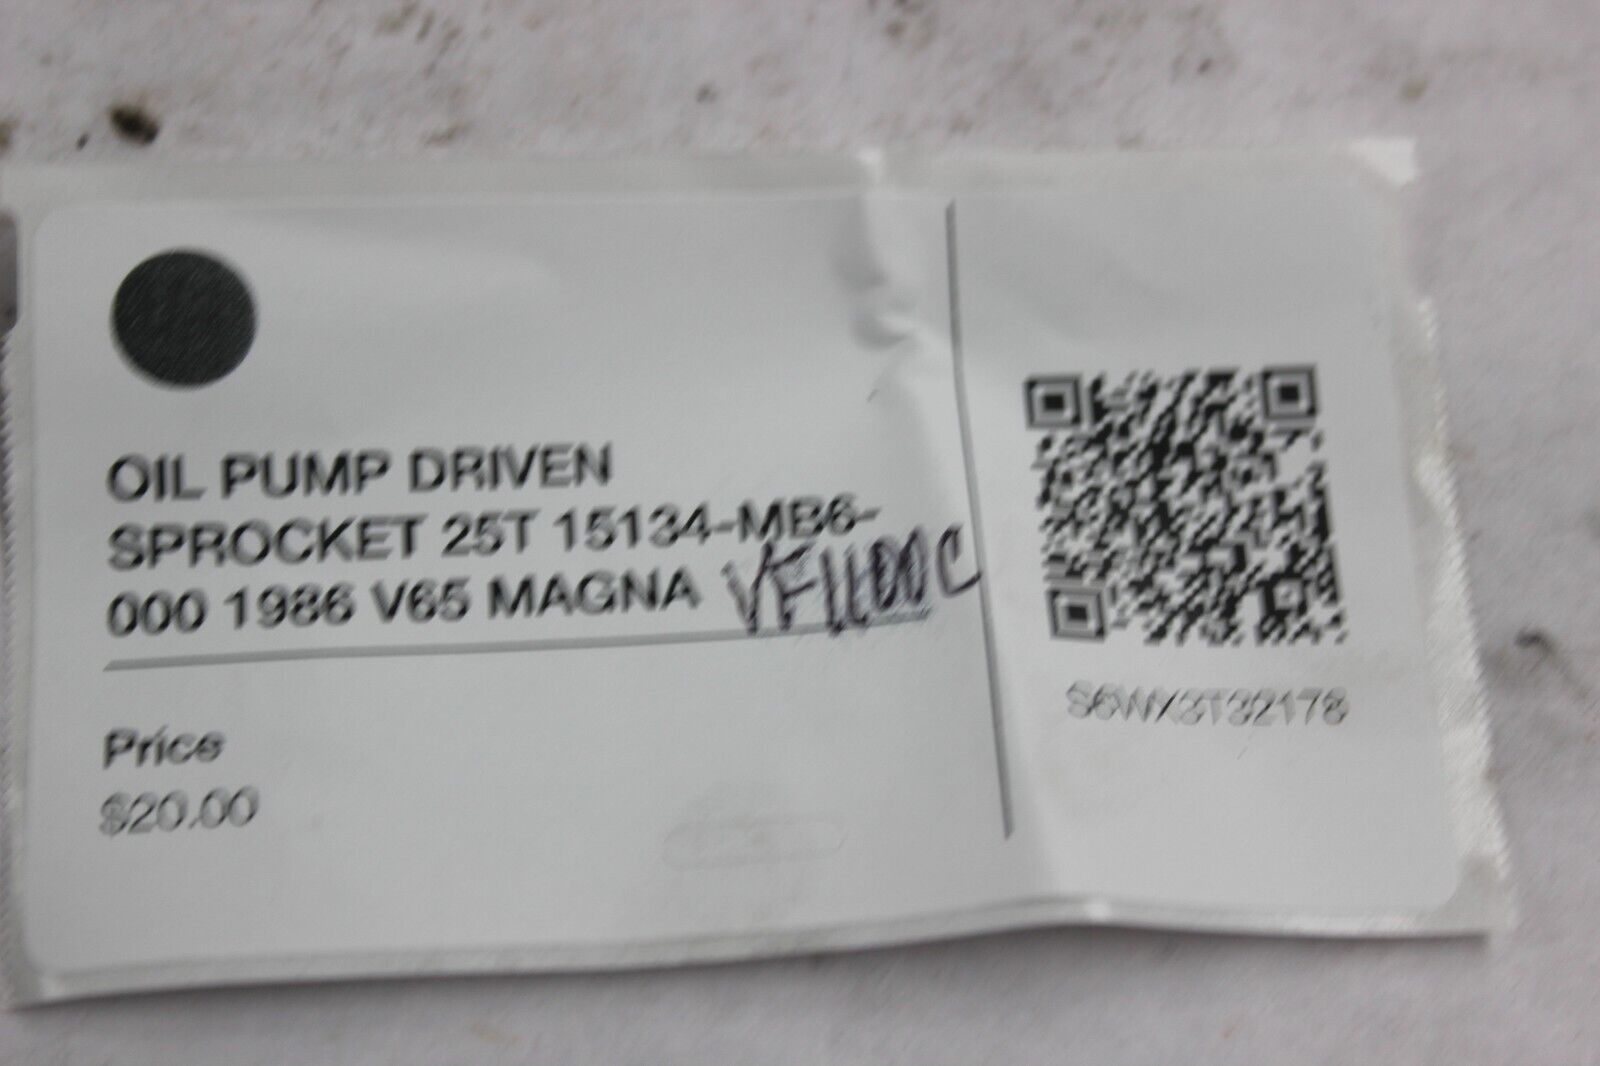 OIL PUMP DRIVEN
SPROCKET 25T 15134-MB6-
000 1986 V65 MAGNA VF1100C
Price
$20.00
S6WX3T32178